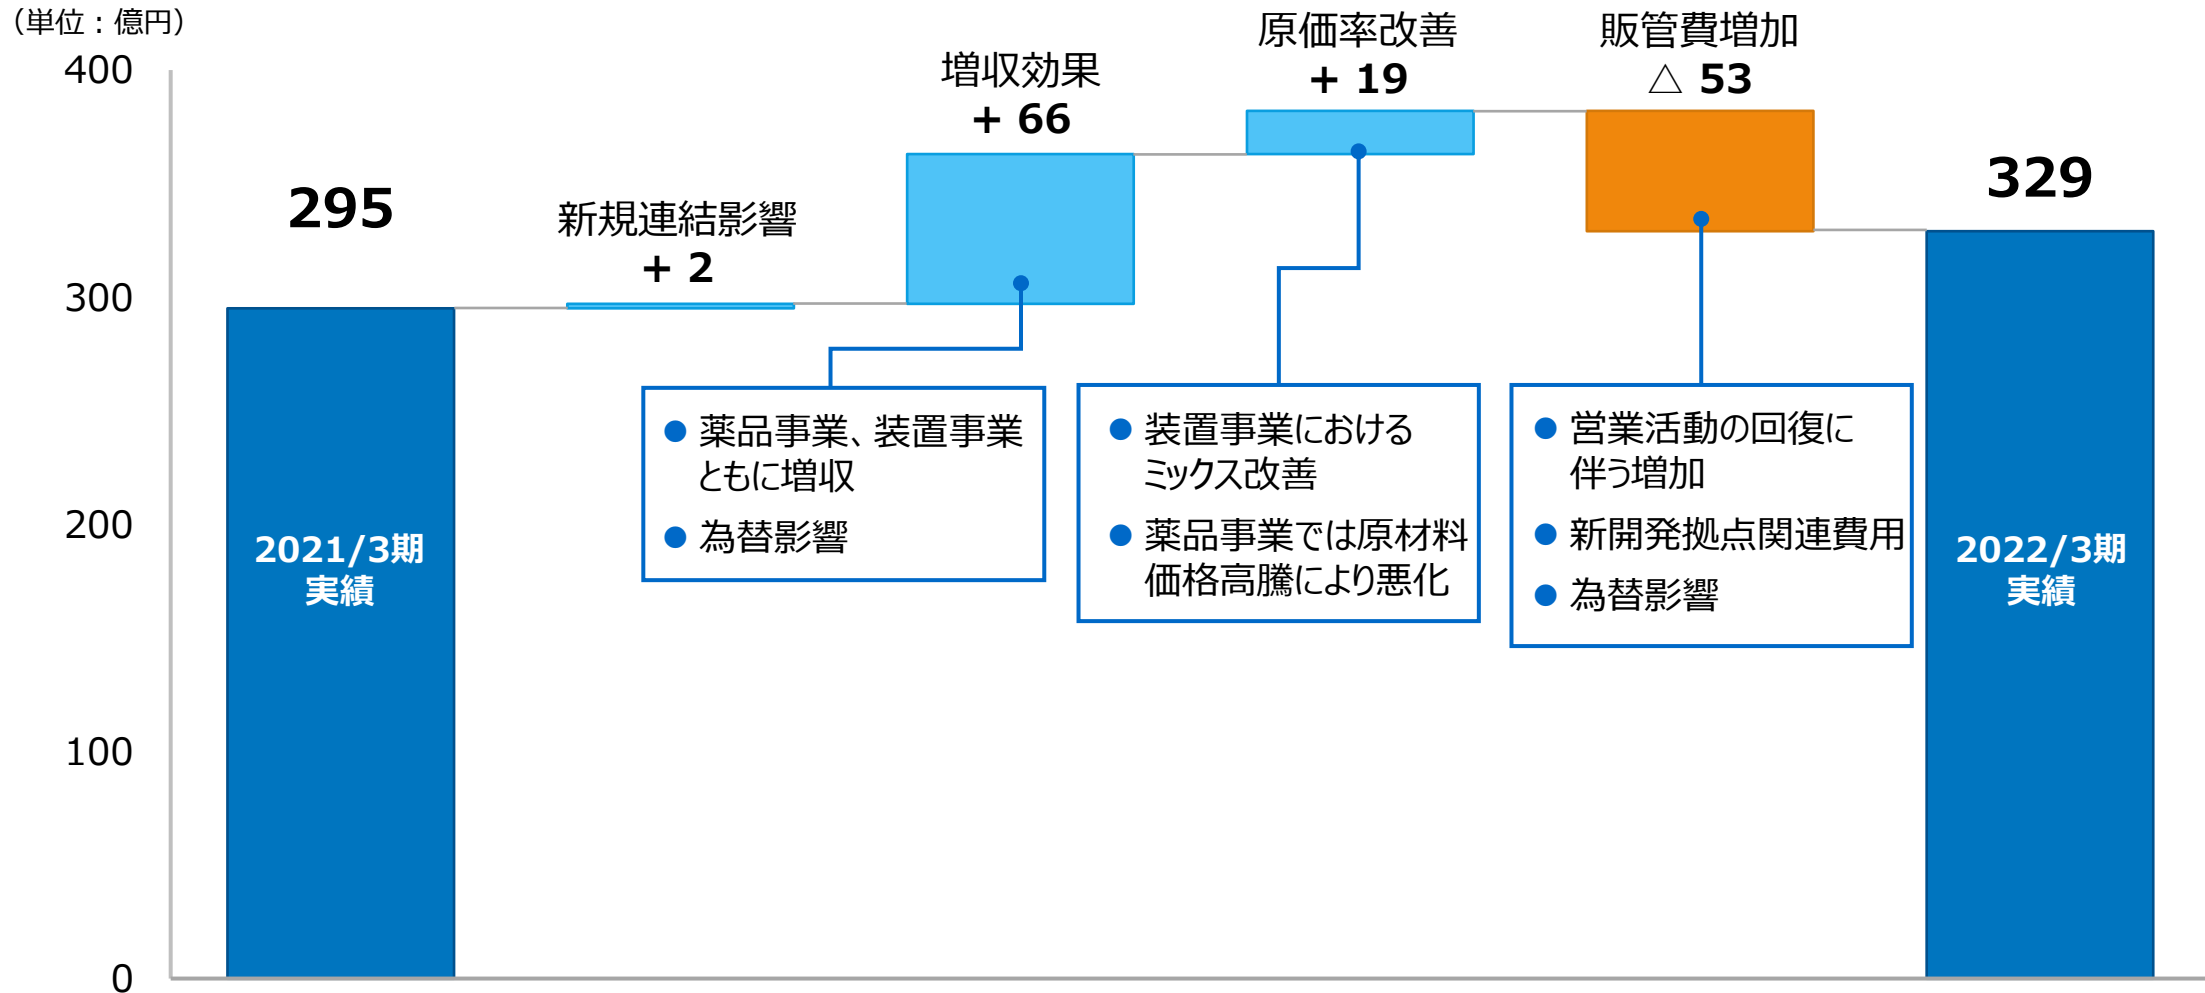 （単位：億円）
400
300
200
100
0
295
2021/3期
実績
新規連結影響
+ 2
増収効果
+ 66
● 薬品事業、装置事業
ともに増収
● 為替影響
原価率改善
+ 19
● 装置事業における
ミックス改善
● 薬品事業では原材料
価格高騰により悪化
販管費増加
△ 53
● 営業活動の回復に
伴う増加
● 新開発拠点関連費用
● 為替影響
329
2022/3期
実績